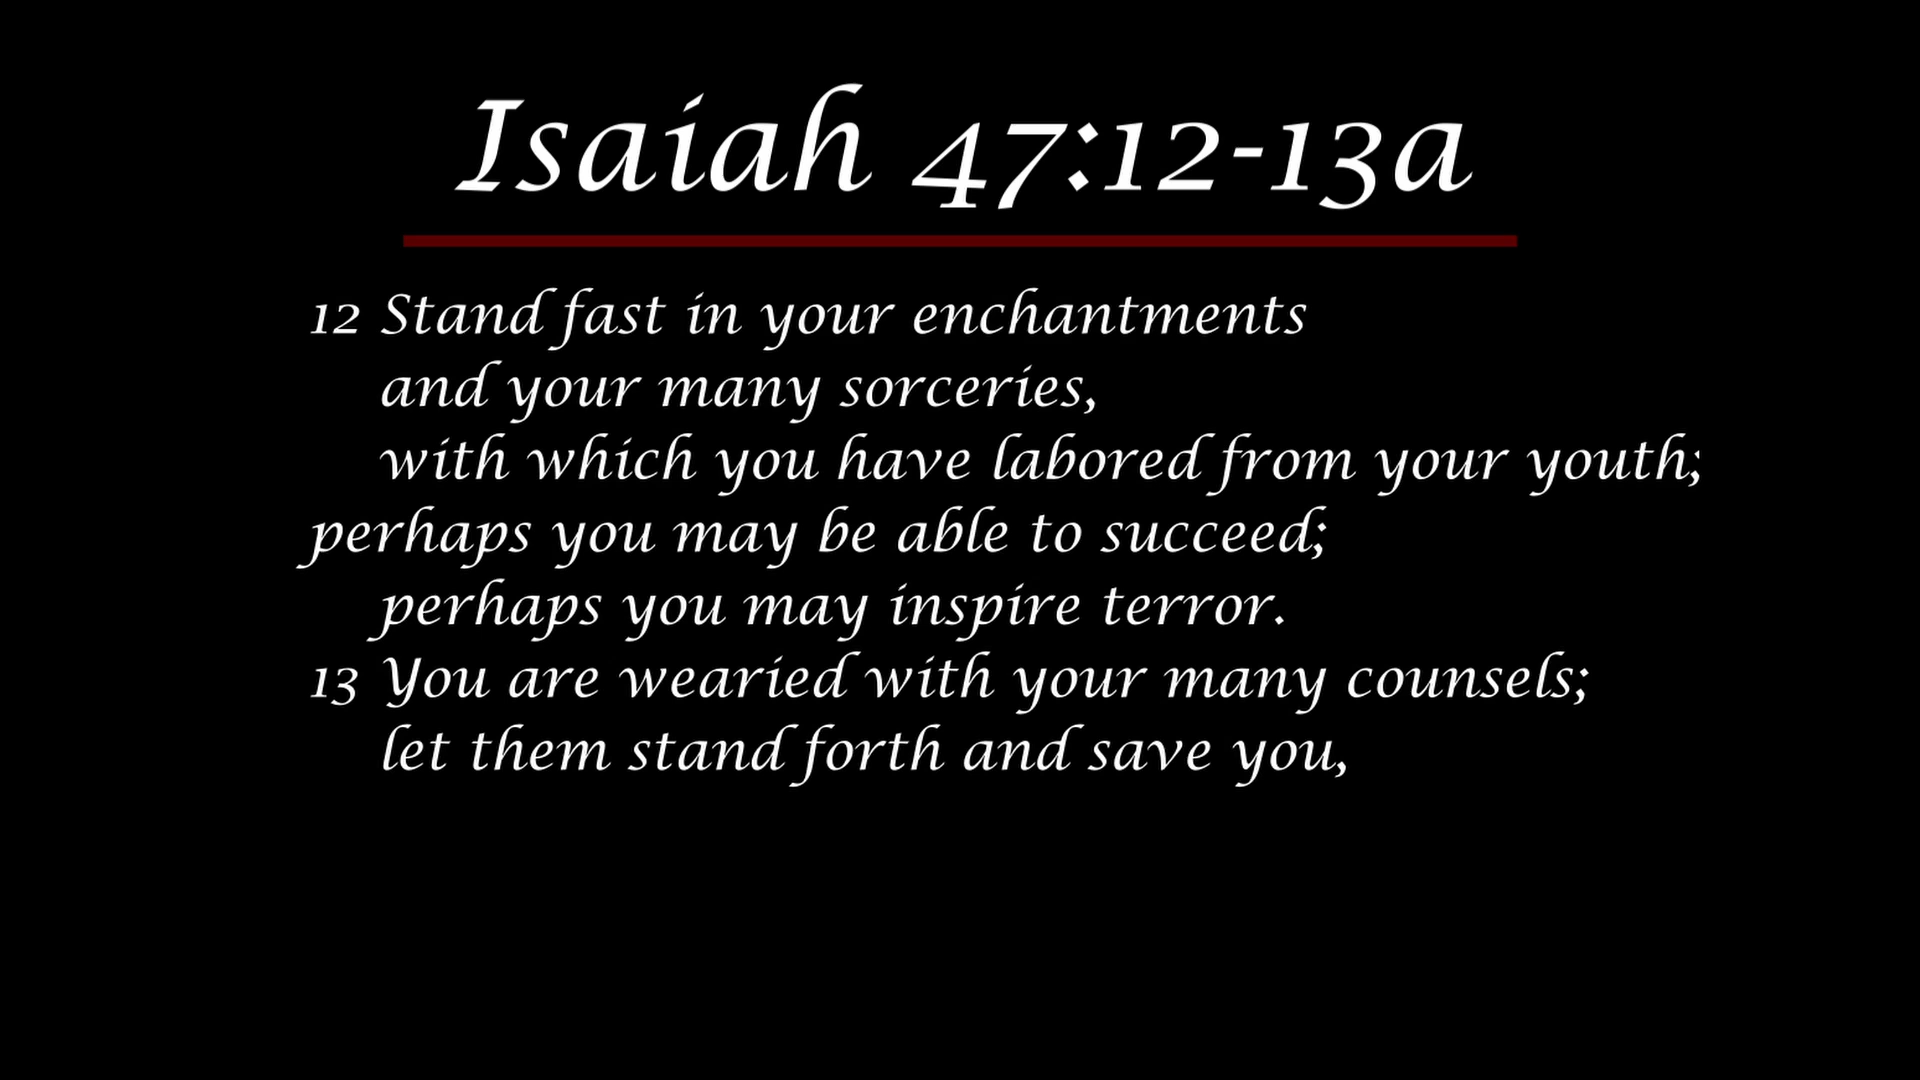 Isaiah 47:12-13a
12 Stand fast in your enchantments
and your many sorceries,
with which you have labored from your youth;
perhaps you may be able to succeed;
perhaps you may inspire terror.
13 You are wearied with your many counsels;
let them stand forth and save you,